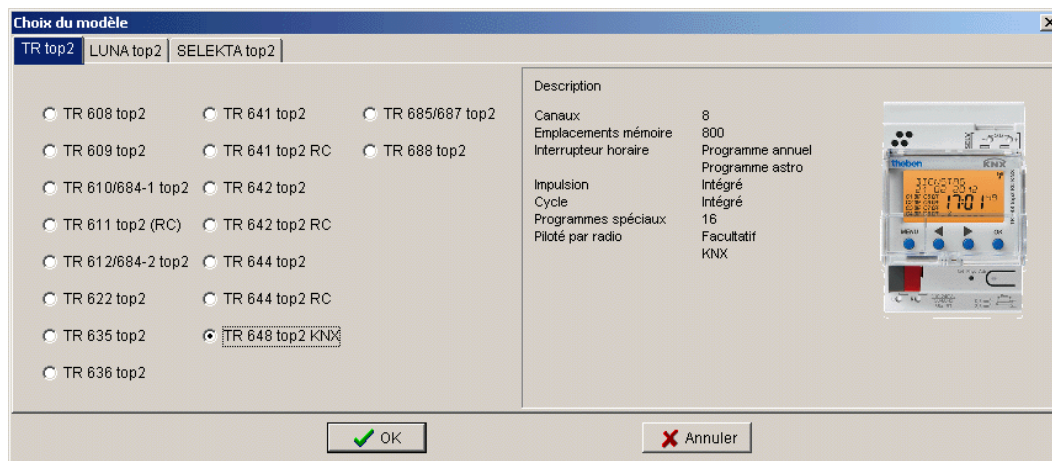 Choix du modèle
TR top2 LUNA top2 SELEKTA top2
TR 608 top2 TR 641 top2 TR 685/687 top2
TR 609 top2 TR 641 top2 RC TR 688 top2
TR 610/684-1 top2 TR 642 top2
TR 611 top2 (RC) TR 642 top2 RC
TR 612/684-2 top2 TR 644 top2
TR 622 top2 TR 644 top2 RC
TR 635 top2 TR 648 top2 KNX
TR 636 top2
Description
Canaux 8
Emplacements mémoire 800
Interrupteur horaire Programme annuel
Programme astro
Impulsion Intégré
Cycle Intégré
Programmes spéciaux 16
Piloté par radio Facultatif
KNX
theben KNX
17:01
MENU OK
OK Annuler